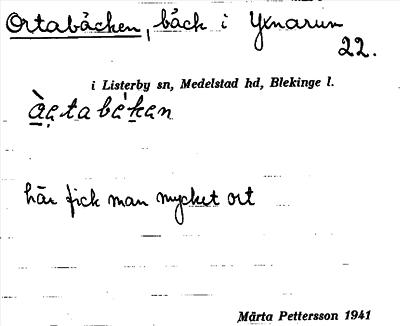 Ortabäcken, bäck i Yxnarum
22.
i Listerby sn, Medelstad hd, Blekinge l.
här fick man mycket ort
Märta Pettersson 1941